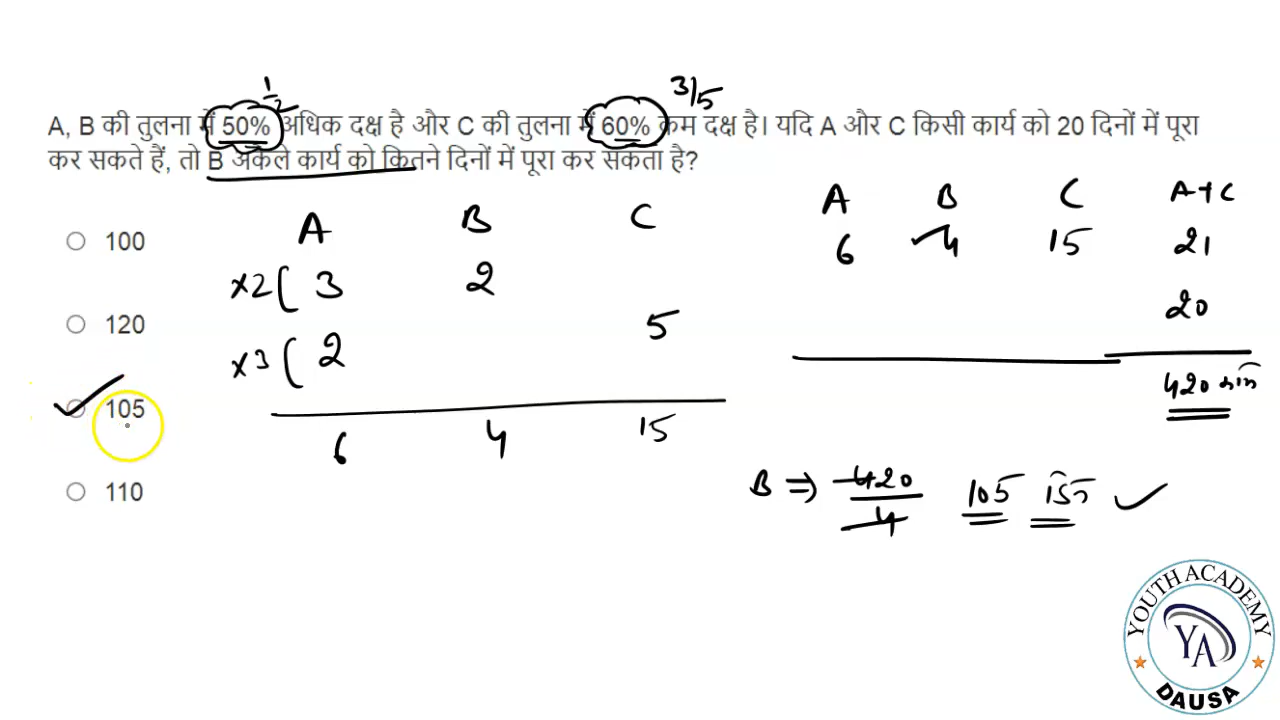 1/2
3/5
A, B की तुलना में 50% अधिक दक्ष है और C की तुलना में 60% कम दक्ष है। यदि A और C किसी कार्य को 20 दिनों में पूरा
कर सकते हैं, तो B अकेले कार्य को कितने दिनों में पूरा कर सकता है?
A B C
×2( 3 2
5
×3( 2
6 4 15
A B C A+C
6 4 15 21
20
420
B ⇒ 420/4 105
100
120
105
110
YOUTH ACADEMY
YA
DAUSA